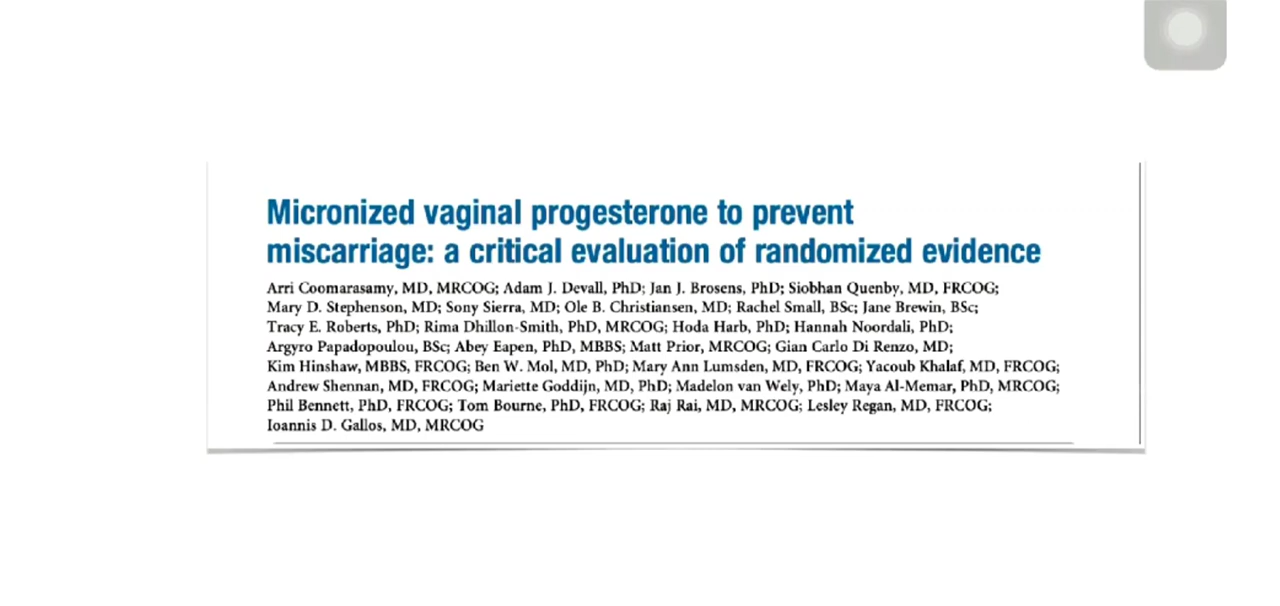 Micronized vaginal progesterone to prevent
miscarriage: a critical evaluation of randomized evidence
Arri Coomarasamy, MD, MRCOG; Adam J. Devall, PhD; Jan J. Brosens, PhD; Siobhan Quenby, MD, FRCOG;
Mary D. Stephenson, MD; Sony Sierra, MD; Ole B. Christiansen, MD; Rachel Small, BSc; Jane Brewin, BSc;
Tracy E. Roberts, PhD; Rima Dhillon-Smith, PhD, MRCOG; Hoda Harb, PhD; Hannah Noordali, PhD;
Argyro Papadopoulou, BSc; Abey Eapen, PhD, MBBS; Matt Prior, MRCOG; Gian Carlo Di Renzo, MD;
Kim Hinshaw, MBBS, FRCOG; Ben W. Mol, MD, PhD; Mary Ann Lumsden, MD, FRCOG; Yacoub Khalaf, MD, FRCOG;
Andrew Shennan, MD, FRCOG; Mariette Goddijn, MD, PhD; Madelon van Wely, PhD; Maya Al-Memar, PhD, MRCOG;
Phil Bennett, PhD, FRCOG; Tom Bourne, PhD, FRCOG; Raj Rai, MD, MRCOG; Lesley Regan, MD, FRCOG;
Ioannis D. Gallos, MD, MRCOG